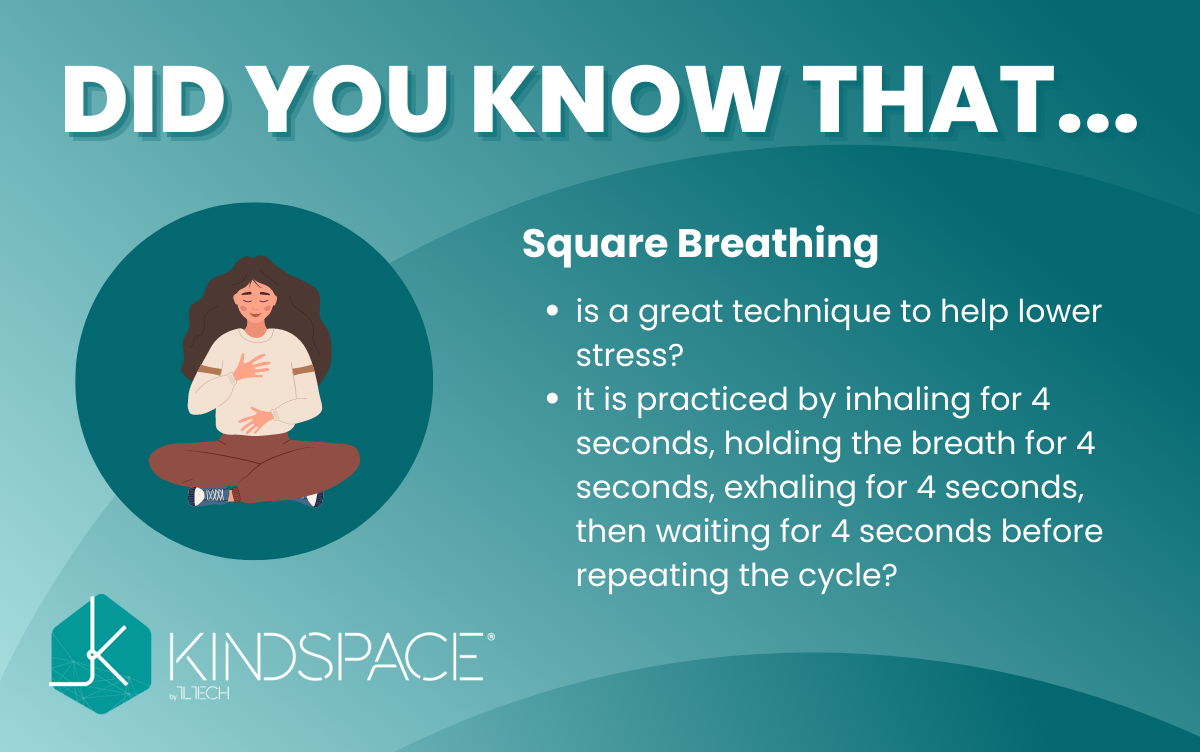 DID YOU KNOW THAT...
Square Breathing
• is a great technique to help lower
stress?
• it is practiced by inhaling for 4
seconds, holding the breath for 4
seconds, exhaling for 4 seconds,
then waiting for 4 seconds before
repeating the cycle?
KINDSPACE®
by TLTECH